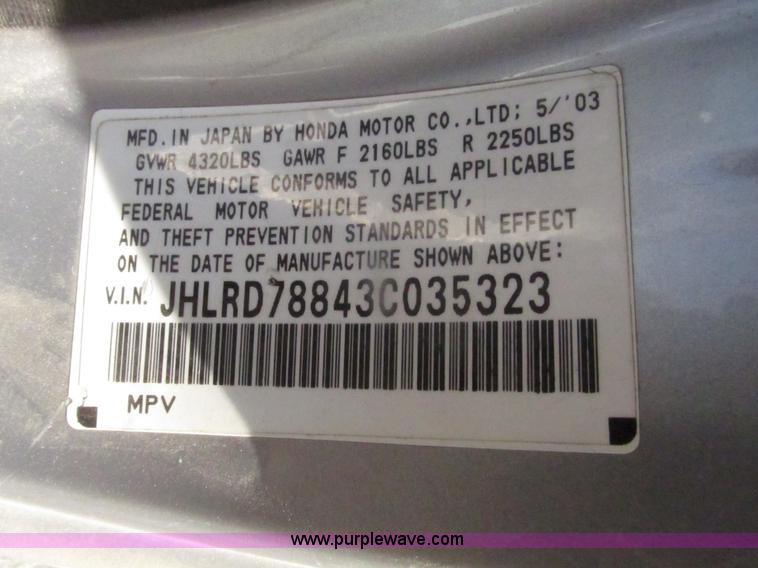 MFD.IN JAPAN BY HONDA MOTOR CO.,LTD; 5/'03
GVWR 4320LBS GAWR F 2160LBS R 2250LBS
THIS VEHICLE CONFORMS TO ALL APPLICABLE
FEDERAL MOTOR VEHICLE SAFETY,
AND THEFT PREVENTION STANDARDS IN EFFECT
ON THE DATE OF MANUFACTURE SHOWN ABOVE:
V.I.N. JHLRD78843C035323
MPV
www.purplewave.com